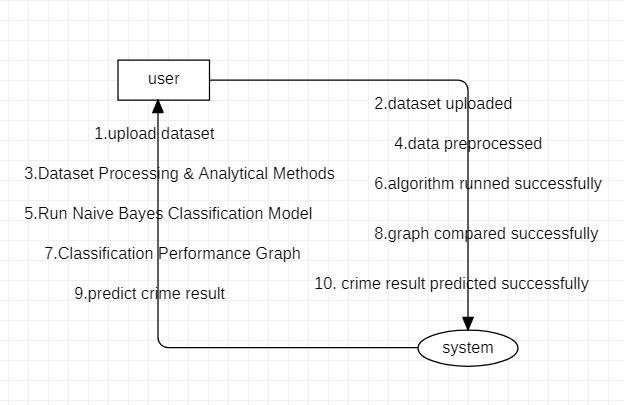 user
2.dataset uploaded
1.upload dataset
4.data preprocessed
3.Dataset Processing & Analytical Methods
6.algorithm runned successfully
5.Run Naive Bayes Classification Model
8.graph compared successfully
7.Classification Performance Graph
10. crime result predicted successfully
9.predict crime result
system